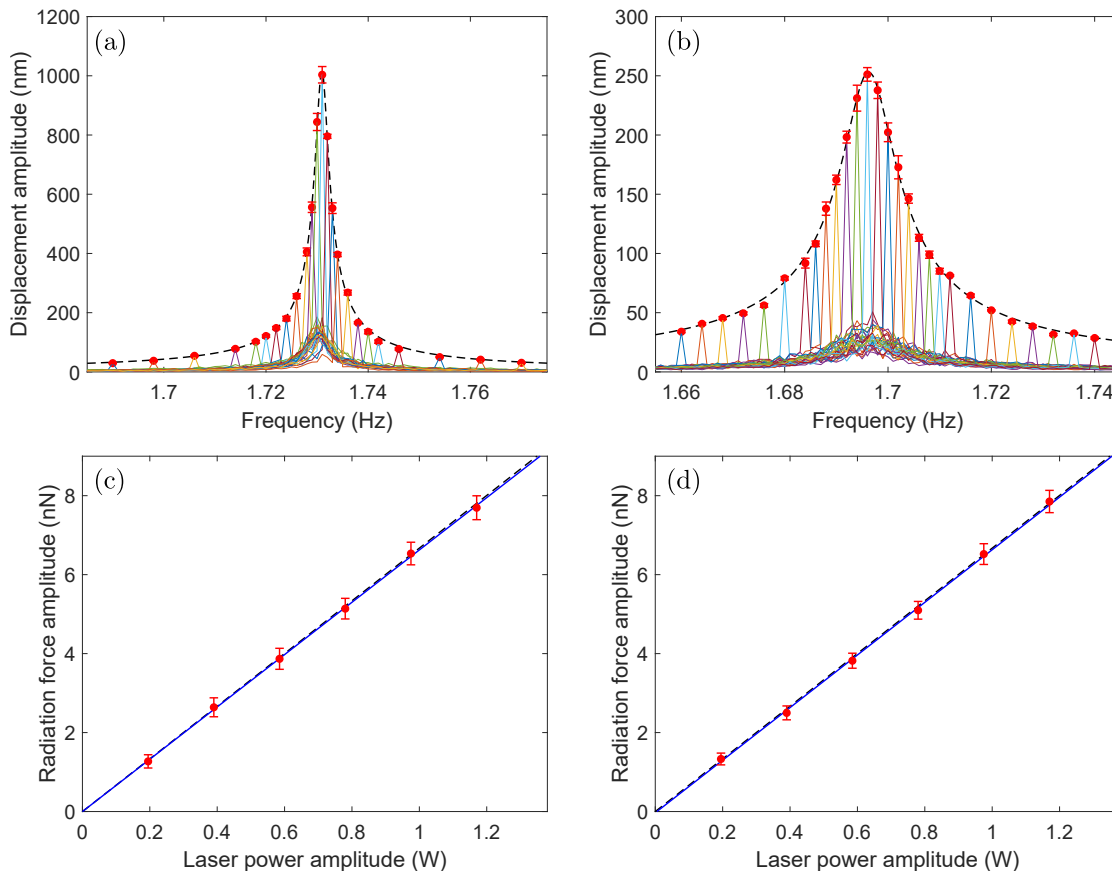 (a)
Displacement amplitude (nm)
1200
1000
800
600
400
200
0
1.7 1.72 1.74 1.76
Frequency (Hz)
(b)
Displacement amplitude (nm)
300
250
200
150
100
50
0
1.66 1.68 1.7 1.72 1.74
Frequency (Hz)
(c)
Radiation force amplitude (nN)
8
6
4
2
0
0 0.2 0.4 0.6 0.8 1 1.2
Laser power amplitude (W)
(d)
Radiation force amplitude (nN)
8
6
4
2
0
0 0.2 0.4 0.6 0.8 1 1.2
Laser power amplitude (W)